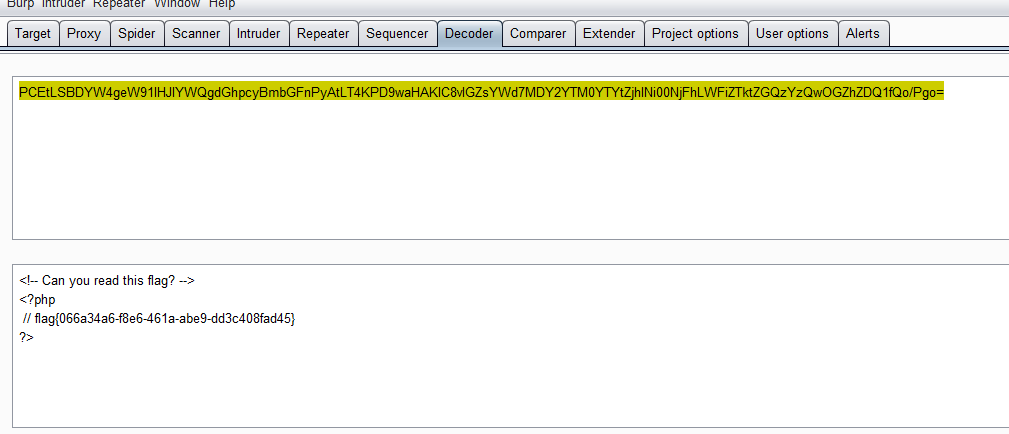 Burp Intruder Repeater Window Help
Target Proxy Spider Scanner Intruder Repeater Sequencer Decoder Comparer Extender Project options User options Alerts
PCEtLSBDYW4geW91IHJlYWQgdGhpcyBmbGFnPyAtLT4KPD9waHAKIC8vIGZsYWd7MDY2YTM0YTYtZjhlNi00NjFhLWFiZTktZGQzYzQwOGZhZDQ1fQo/Pgo=
<!-- Can you read this flag? -->
<?php
// flag{066a34a6-f8e6-461a-abe9-dd3c408fad45}
?>